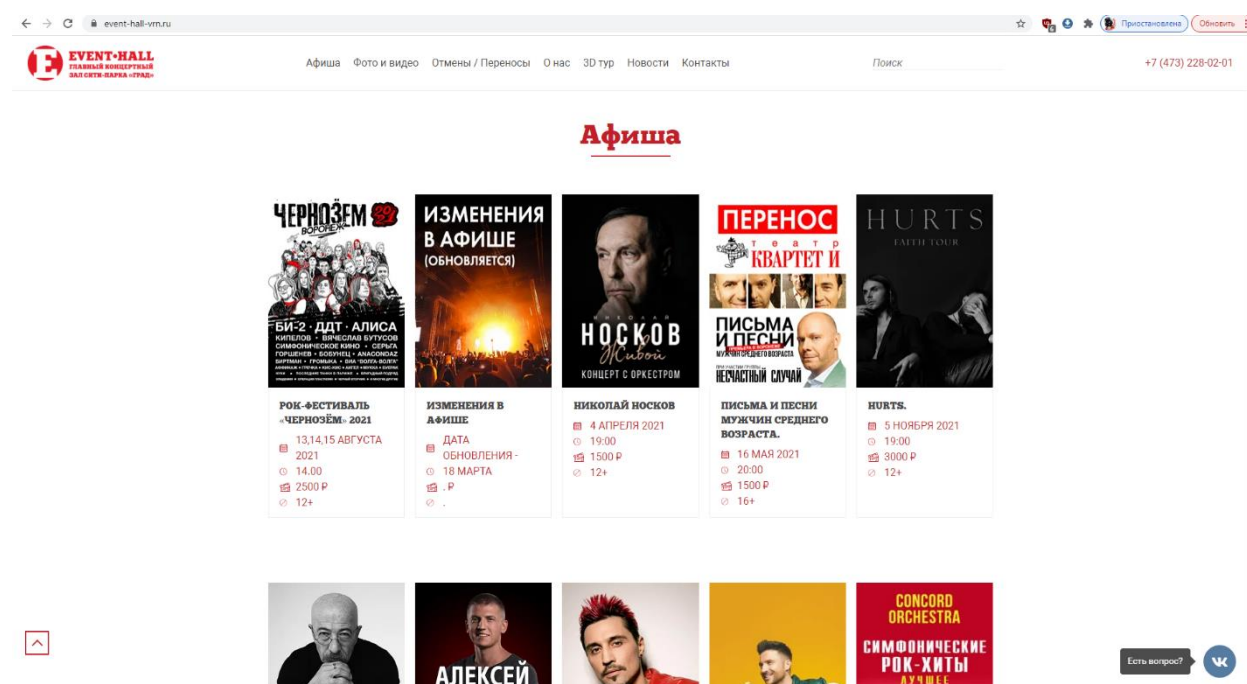 event-hall-vrn.ru
Приостановлена
Обновить
EVENT•HALL
ГЛАВНЫЙ КОНЦЕРТНЫЙ
ЗАЛ СИТИ-ПАРКА «ГРАД»
Афиша Фото и видео Отмены / Переносы О нас 3D тур Новости Контакты
Поиск
+7 (473) 228-02-01
Афиша
ЧЕРНОЗЁМ 2021
ВОРОНЕЖ
БИ-2 • ДДТ • АЛИСА
КИПЕЛОВ • ВЯЧЕСЛАВ БУТУСОВ
СИМФОНИЧЕСКОЕ КИНО • СЕРЬГА
ГОРШЕНЕВ • БОБУНЕЦ • ANACONDAZ
РОК-ФЕСТИВАЛЬ
«ЧЕРНОЗЁМ» 2021
13,14,15 АВГУСТА
2021
14.00
2500 ₽
12+
ИЗМЕНЕНИЯ
В АФИШЕ
(ОБНОВЛЯЕТСЯ)
ИЗМЕНЕНИЯ В
АФИШЕ
ДАТА
ОБНОВЛЕНИЯ -
18 МАРТА
. ₽
.
НИКОЛАЙ
НОСКОВ
Живой
КОНЦЕРТ С ОРКЕСТРОМ
НИКОЛАЙ НОСКОВ
4 АПРЕЛЯ 2021
19:00
1500 ₽
12+
ПЕРЕНОС
театр
КВАРТЕТ И
ПИСЬМА
И ПЕСНИ
МУЖЧИН СРЕДНЕГО ВОЗРАСТА
НЕСЧАСТНЫЙ СЛУЧАЙ
ПИСЬМА И ПЕСНИ
МУЖЧИН СРЕДНЕГО
ВОЗРАСТА.
16 МАЯ 2021
20:00
1500 ₽
16+
HURTS
FAITH TOUR
HURTS.
5 НОЯБРЯ 2021
19:00
3000 ₽
12+
АЛЕКСЕЙ
CONCORD
ORCHESTRA
СИМФОНИЧЕСКИЕ
РОК-ХИТЫ
ЛУЧШЕЕ
Есть вопрос?